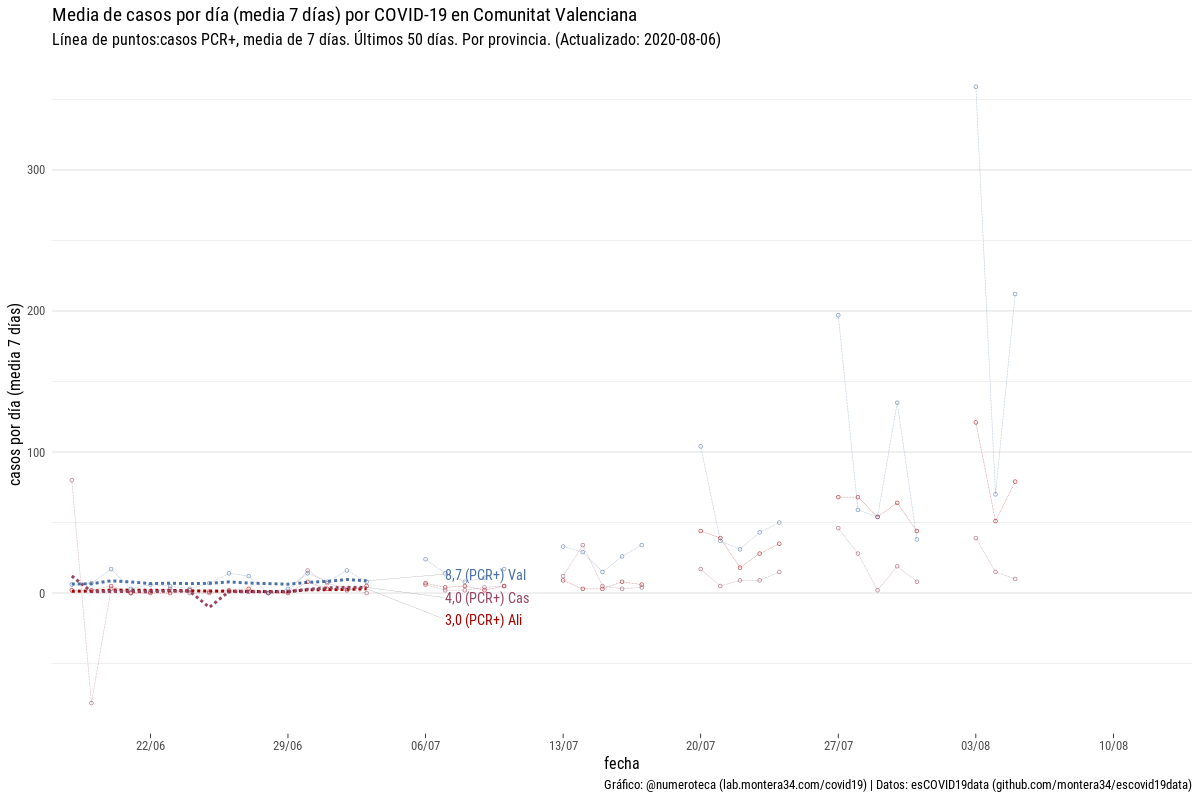 Media de casos por día (media 7 días) por COVID-19 en Comunitat Valenciana
Línea de puntos:casos PCR+, media de 7 días. Últimos 50 días. Por provincia. (Actualizado: 2020-08-06)
casos por día (media 7 días)
300
200
100
0
8,7 (PCR+) Val
4,0 (PCR+) Cas
3,0 (PCR+) Ali
22/06
29/06
06/07
13/07
20/07
27/07
03/08
10/08
fecha
Gráfico: @numeroteca (lab.montera34.com/covid19) | Datos: esCOVID19data (github.com/montera34/escovid19data)